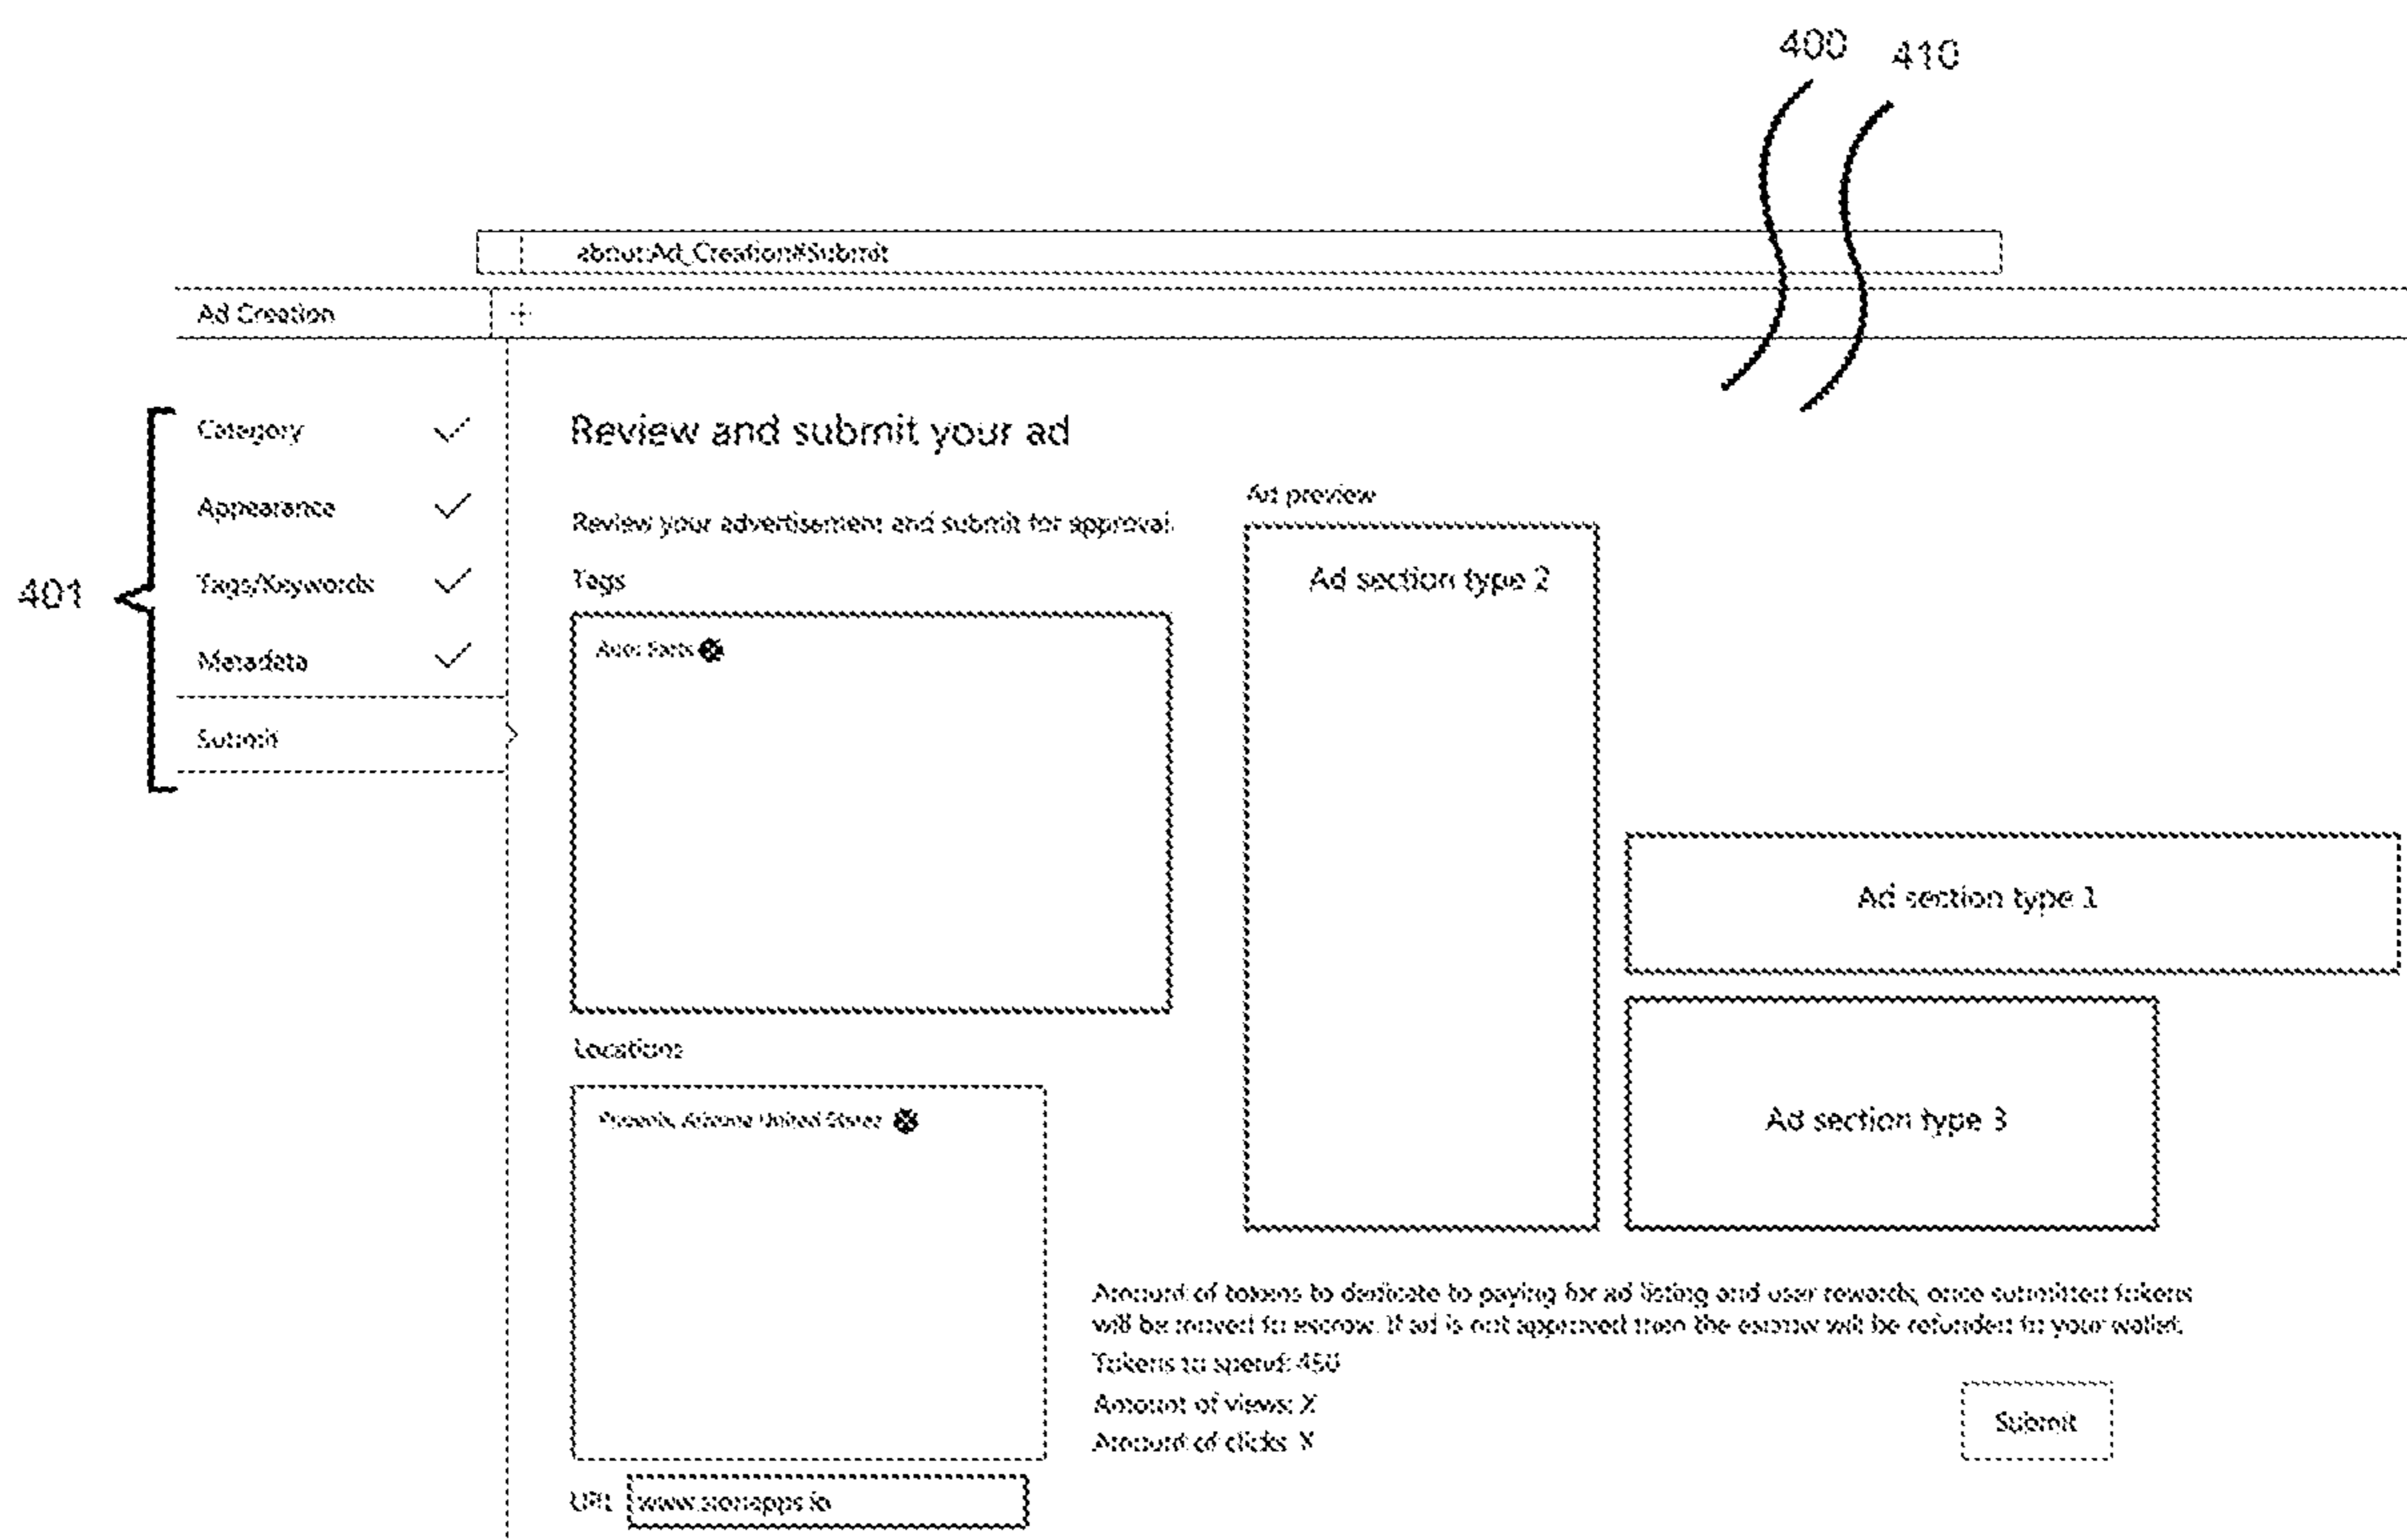 400 410
about:Ad_Creation#Submit
Ad Creation +
Category
Appearance
Tags/Keywords
Metadata
Submit
401
Review and submit your ad
Review your advertisement and submit for approval.
Tags
Locations
Phoenix, Arizona United States
URL
Ad preview
Ad section type 2
Ad section type 1
Ad section type 3
Amount of tokens to dedicate to paying for ad listing and user rewards, once submitted tokens
will be moved to escrow. If ad is not approved then the escrow will be refunded to your wallet.
Tokens to spend: 450
Amount of views: X
Amount of clicks: X
Submit